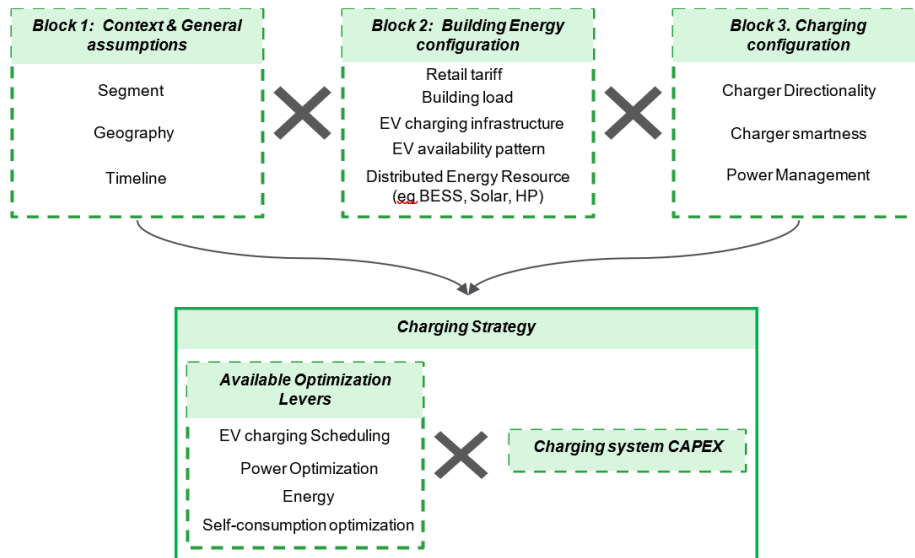 Block 1:  Context & General
assumptions
Segment
Geography
Timeline
Block 2:  Building Energy
configuration
Retail tariff
Building load
EV charging infrastructure
EV availability pattern
Distributed Energy Resource
(eg BESS, Solar, HP)
Block 3. Charging
configuration
Charger Directionality
Charger smartness
Power Management
Charging Strategy
Available Optimization
Levers
EV charging Scheduling
Power Optimization
Energy
Self-consumption optimization
Charging system CAPEX